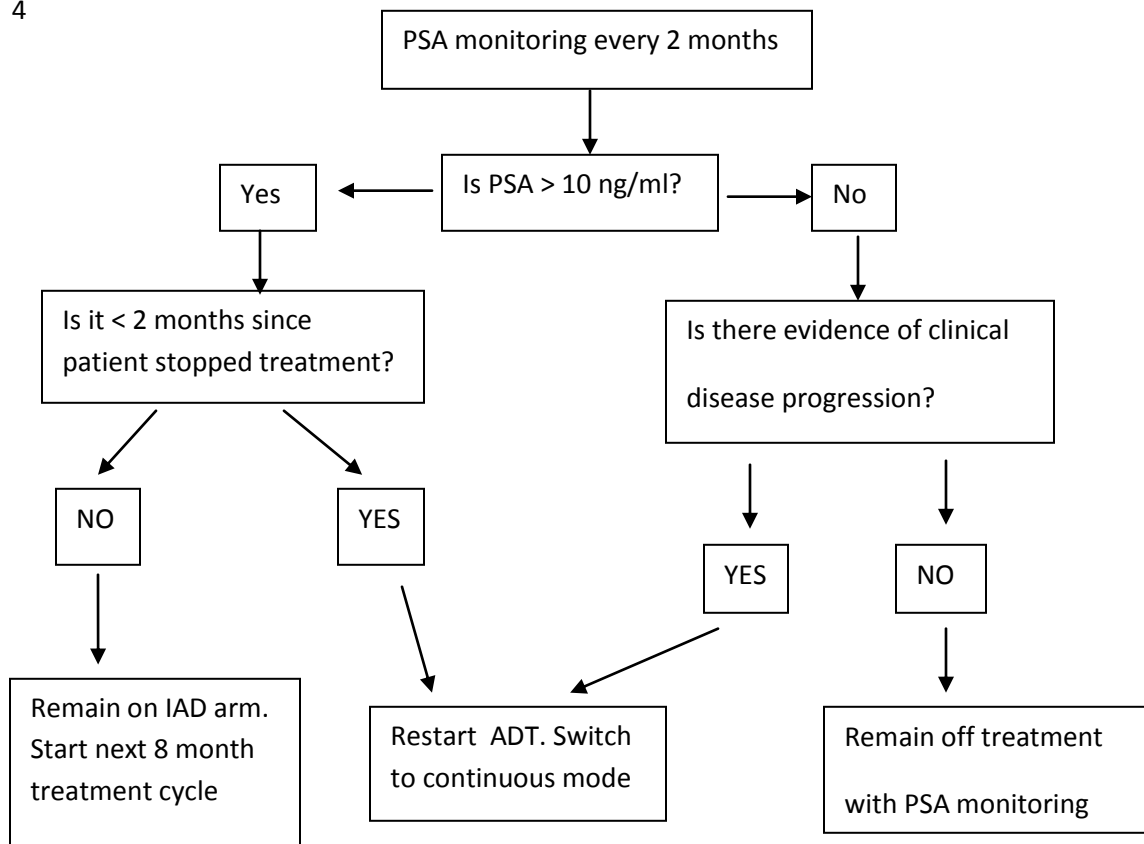 4
PSA monitoring every 2 months
Is PSA > 10 ng/ml?
Yes
No
Is it < 2 months since
patient stopped treatment?
Is there evidence of clinical
disease progression?
NO
YES
YES
NO
Remain on IAD arm.
Start next 8 month
treatment cycle
Restart ADT. Switch
to continuous mode
Remain off treatment
with PSA monitoring